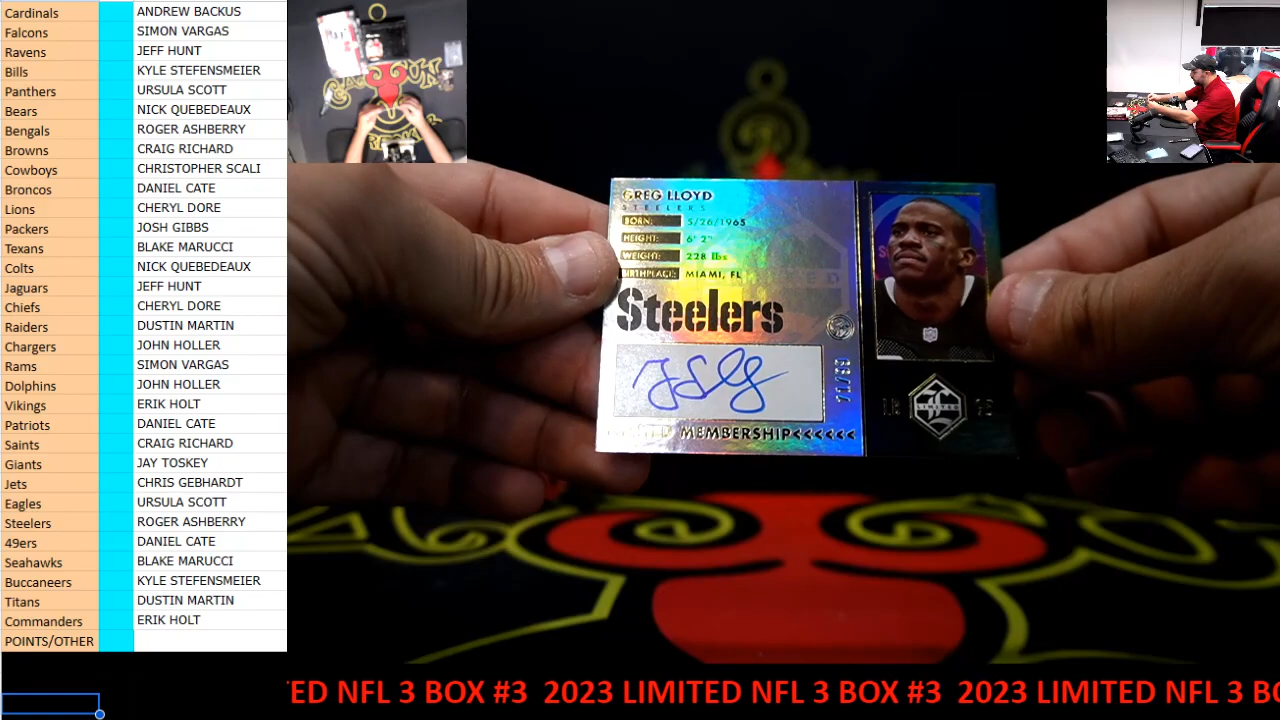 Cardinals ANDREW BACKUS
Falcons SIMON VARGAS
Ravens JEFF HUNT
Bills KYLE STEFENSMEIER
Panthers URSULA SCOTT
Bears NICK QUEBEDEAUX
Bengals ROGER ASHBERRY
Browns CRAIG RICHARD
Cowboys CHRISTOPHER SCALI
Broncos DANIEL CATE
Lions CHERYL DORE
Packers JOSH GIBBS
Texans BLAKE MARUCCI
Colts NICK QUEBEDEAUX
Jaguars JEFF HUNT
Chiefs CHERYL DORE
Raiders DUSTIN MARTIN
Chargers JOHN HOLLER
Rams SIMON VARGAS
Dolphins JOHN HOLLER
Vikings ERIK HOLT
Patriots DANIEL CATE
Saints CRAIG RICHARD
Giants JAY TOSKEY
Jets CHRIS GEBHARDT
Eagles URSULA SCOTT
Steelers ROGER ASHBERRY
49ers DANIEL CATE
Seahawks BLAKE MARUCCI
Buccaneers KYLE STEFENSMEIER
Titans DUSTIN MARTIN
Commanders ERIK HOLT
POINTS/OTHER
GREG LLOYD
STEELERS
BORN: 5/26/1965
HEIGHT: 6' 2"
WEIGHT: 228 lbs
BIRTHPLACE: MIAMI, FL
Steelers
MEMBERSHIP<<<<<<
LIMITED
TED NFL 3 BOX #3 2023 LIMITED NFL 3 BOX #3 2023 LIMITED NFL 3 BO